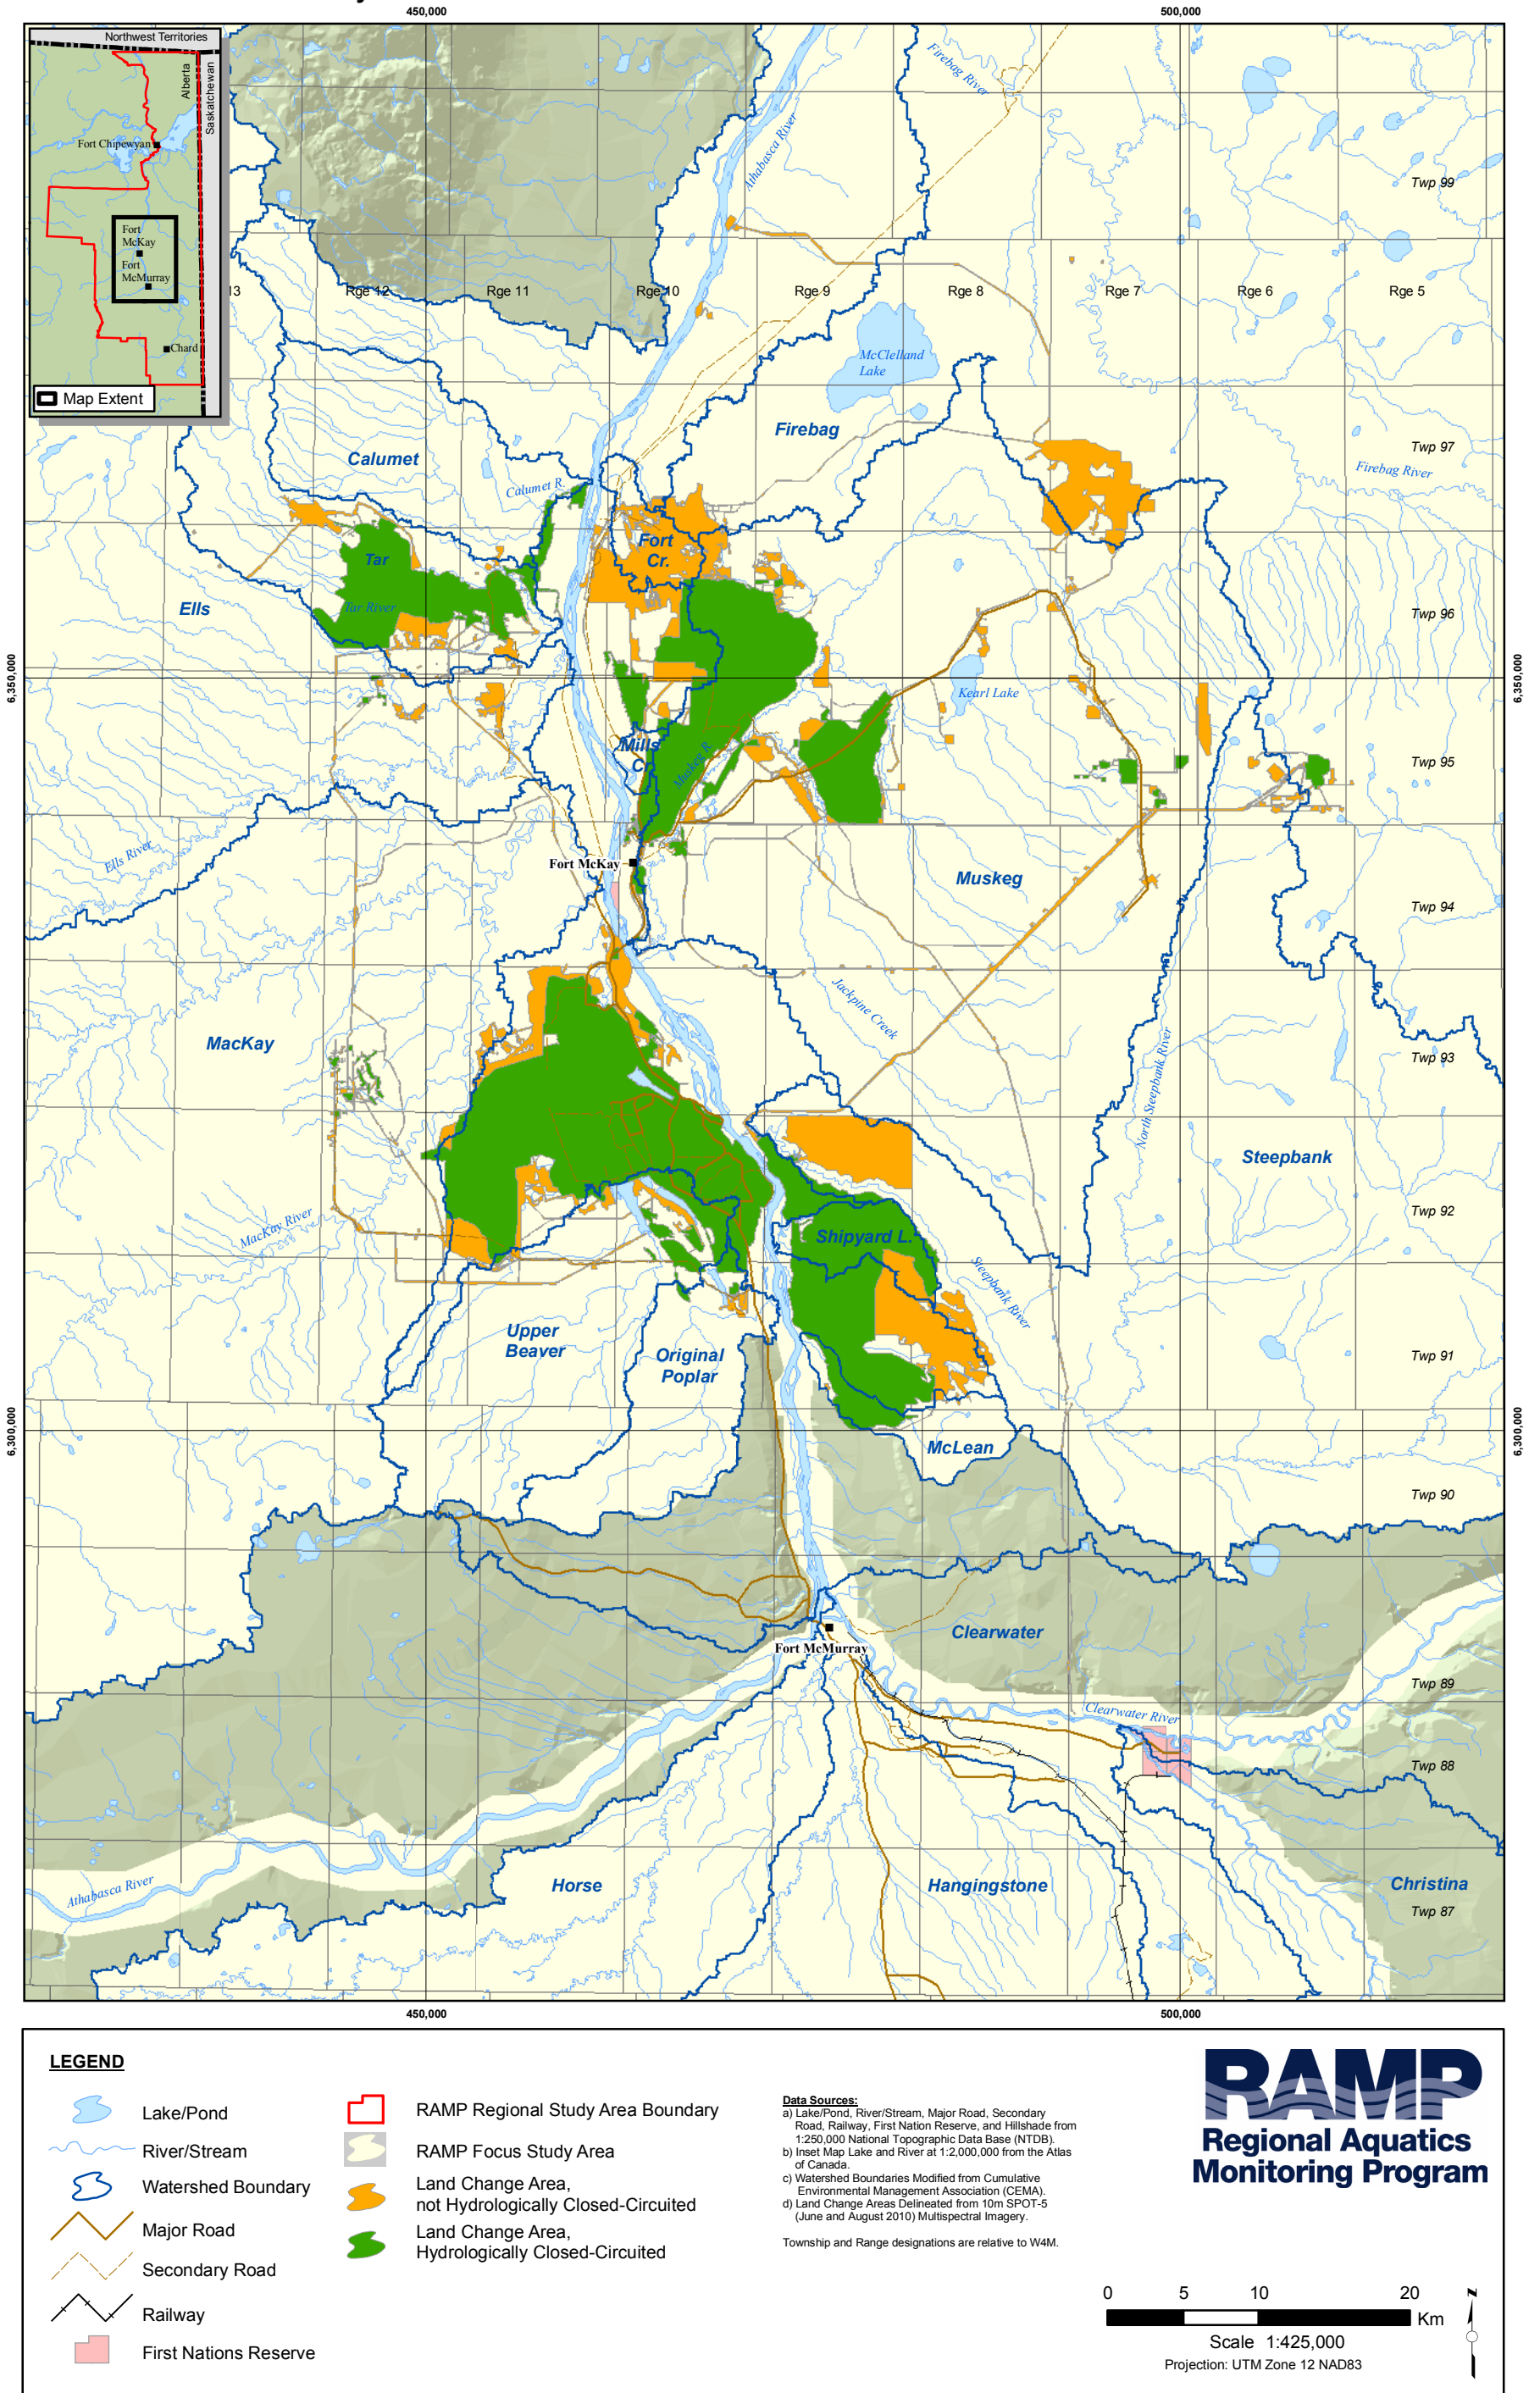 450,000
500,000
Northwest Territories
Alberta
Saskatchewan
Fort Chipewyan
Fort
McKay
Fort
McMurray
Chard
Map Extent
Firebag River
Athabasca River
Twp 99
13
Rge 12
Rge 11
Rge 10
Rge 9
Rge 8
Rge 7
Rge 6
Rge 5
McClelland
Lake
Firebag
Calumet
Twp 97
Firebag River
Calumet R.
Fort
Cr.
Tar
Tar River
Ells
Twp 96
6,350,000
6,350,000
Kearl Lake
Mills
Cr.
Muskeg R.
Twp 95
Ells River
Fort McKay
Muskeg
Twp 94
Jackpine Creek
MacKay
North Steepbank River
Twp 93
Steepbank
MacKay River
Twp 92
Shipyard L.
Steepbank River
Upper
Beaver
Original
Poplar
Twp 91
6,300,000
6,300,000
McLean
Twp 90
Clearwater
Fort McMurray
Twp 89
Clearwater River
Twp 88
Athabasca River
Horse
Hangingstone
Christina
Twp 87
450,000
500,000
LEGEND
Lake/Pond
River/Stream
Watershed Boundary
Major Road
Secondary Road
Railway
First Nations Reserve
RAMP Regional Study Area Boundary
RAMP Focus Study Area
Land Change Area,
not Hydrologically Closed-Circuited
Land Change Area,
Hydrologically Closed-Circuited
Data Sources:
a) Lake/Pond, River/Stream, Major Road, Secondary
Road, Railway, First Nation Reserve, and Hillshade from
1:250,000 National Topographic Data Base (NTDB).
b) Inset Map Lake and River at 1:2,000,000 from the Atlas
of Canada.
c) Watershed Boundaries Modified from Cumulative
Environmental Management Association (CEMA).
d) Land Change Areas Delineated from 10m SPOT-5
(June and August 2010) Multispectral Imagery.
Township and Range designations are relative to W4M.
RAMP
Regional Aquatics
Monitoring Program
0 5 10 20
Km
N
Scale 1:425,000
Projection: UTM Zone 12 NAD83